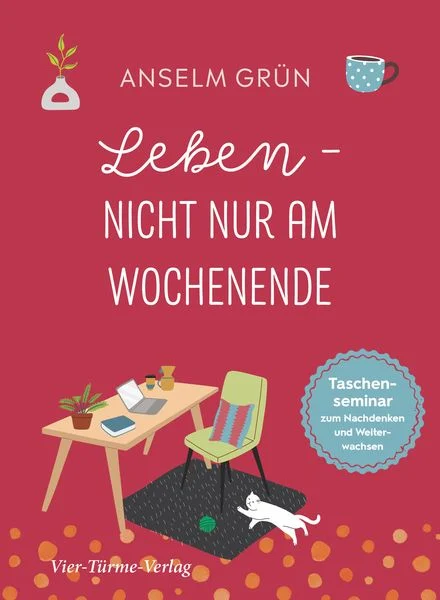 ANSELM GRÜN
Leben –
NICHT NUR AM
WOCHENENDE
Taschen-
seminar
zum Nachdenken
und Weiter-
wachsen
Vier-Türme-Verlag